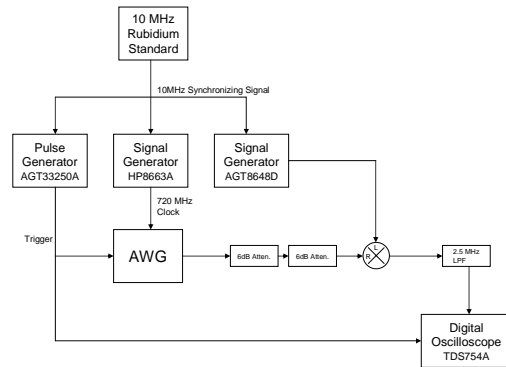 10 MHz
Rubidium
Standard
10MHz Synchronizing Signal
Pulse
Generator
AGT33250A
Signal
Generator
HP8663A
Signal
Generator
AGT8648D
720 MHz
Clock
Trigger
AWG
6dB Atten.
6dB Atten.
L
R
2.5 MHz
LPF
Digital
Oscilloscope
TDS754A